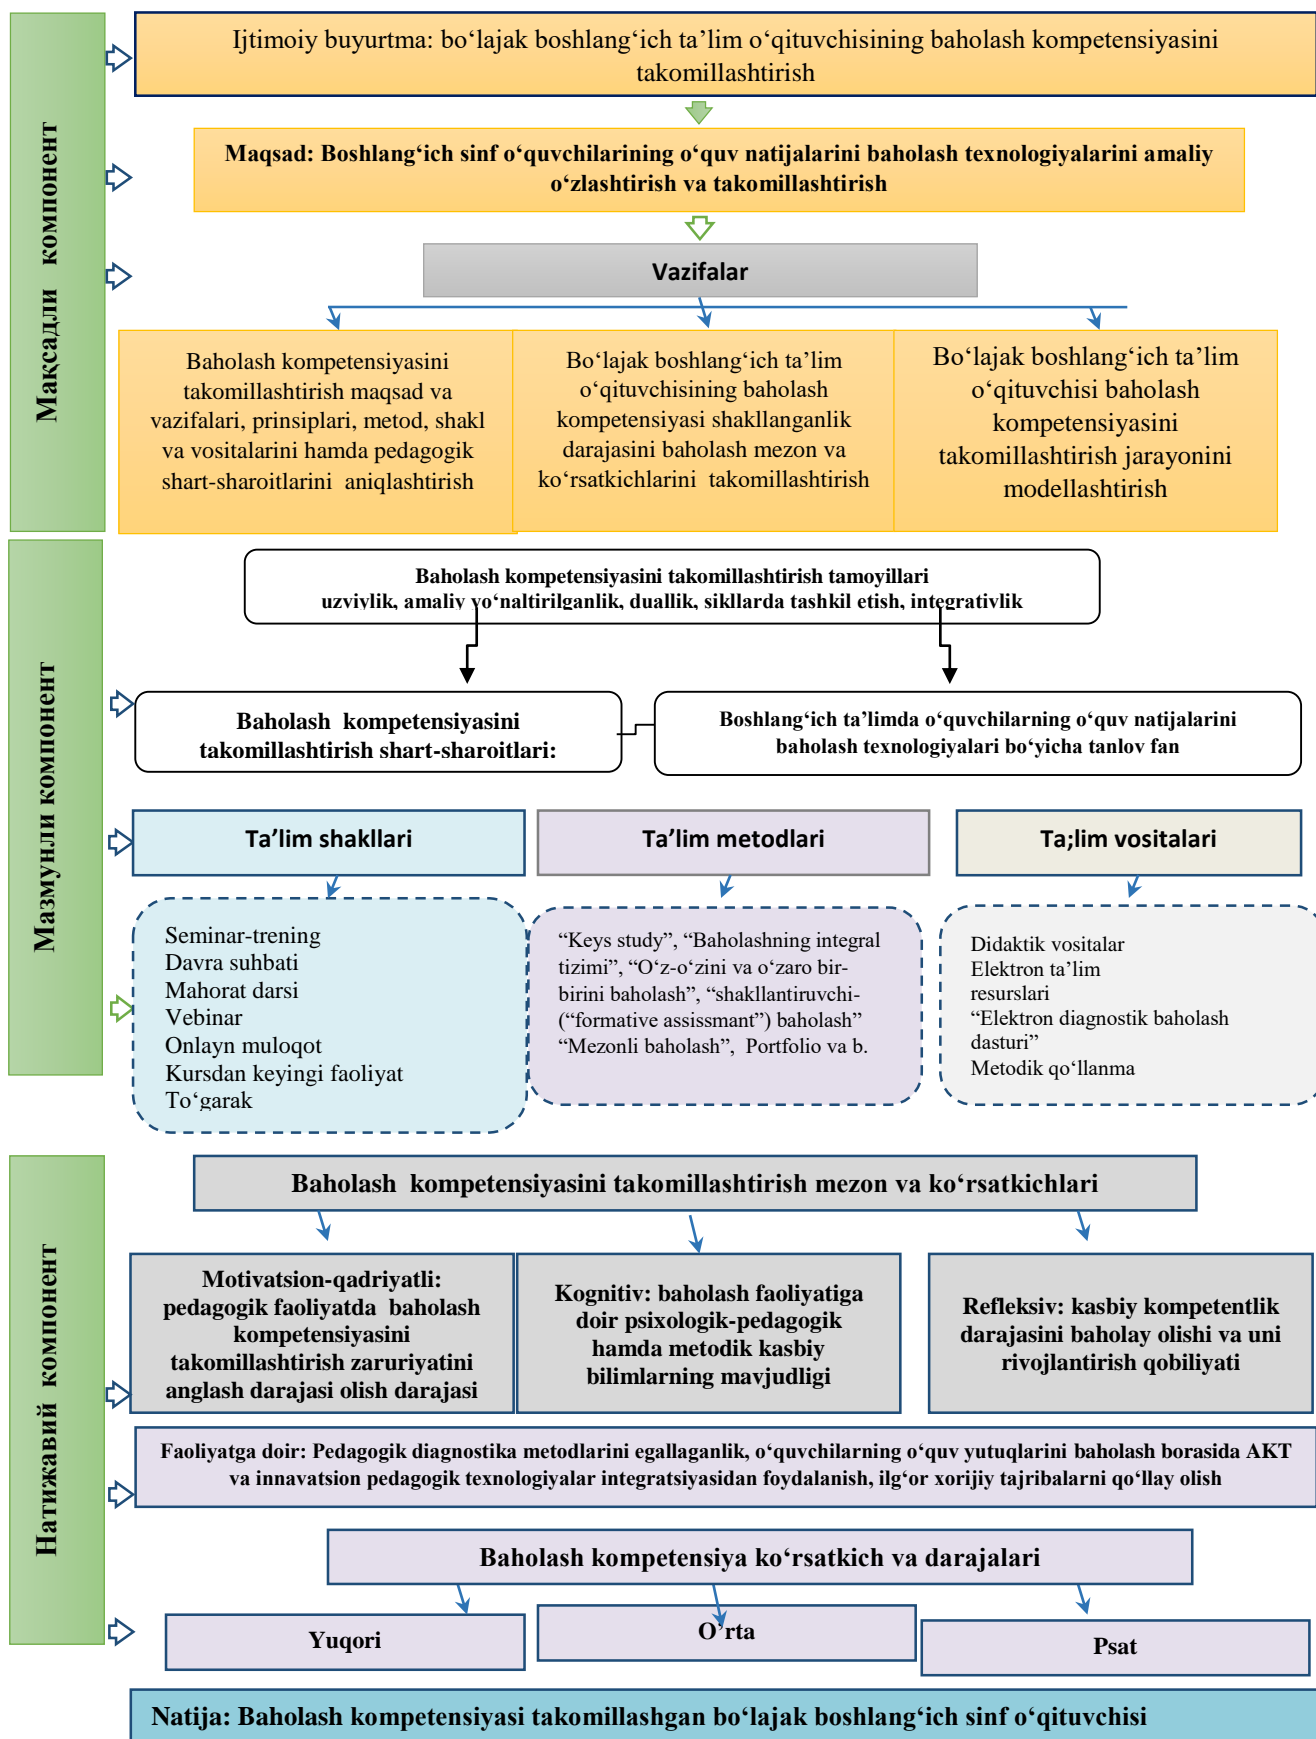 Мақсадли компонент
Ijtimoiy buyurtma: bo‘lajak boshlang‘ich ta’lim o‘qituvchisining baholash kompetensiyasini
takomillashtirish
Maqsad: Boshlang‘ich sinf o‘quvchilarining o‘quv natijalarini baholash texnologiyalarini amaliy
o‘zlashtirish va takomillashtirish
Vazifalar
Baholash kompetensiyasini
takomillashtirish maqsad va
vazifalari, prinsiplari, metod, shakl
va vositalarini hamda pedagogik
shart-sharoitlarini aniqlashtirish
Bo‘lajak boshlang‘ich ta’lim
o‘qituvchisining baholash
kompetensiyasi shakllanganlik
darajasini baholash mezon va
ko‘rsatkichlarini takomillashtirish
Bo‘lajak boshlang‘ich ta’lim
o‘qituvchisi baholash
kompetensiyasini
takomillashtirish jarayonini
modellashtirish
Мазмунли компонент
Baholash kompetensiyasini takomillashtirish tamoyillari
uzviylik, amaliy yo‘naltirilganlik, duallik, sikllarda tashkil etish, integrativlik
Baholash kompetensiyasini
takomillashtirish shart-sharoitlari:
Boshlang‘ich ta’limda o‘quvchilarning o‘quv natijalarini
baholash texnologiyalari bo‘yicha tanlov fan
Ta’lim shakllari
Ta’lim metodlari
Ta;lim vositalari
Seminar-trening
Davra suhbati
Mahorat darsi
Vebinar
Onlayn muloqot
Kursdan keyingi faoliyat
To‘garak
“Keys study”, “Baholashning integral
tizimi”, “O‘z-o‘zini va o‘zaro bir-
birini baholash”, “shakllantiruvchi-
(“formative assissmant”) baholash”
“Mezonli baholash”, Portfolio va b.
Didaktik vositalar
Elektron ta’lim
resurslari
“Elektron diagnostik baholash
dasturi”
Metodik qo‘llanma
Натижавий компонент
Baholash kompetensiyasini takomillashtirish mezon va ko‘rsatkichlari
Motivatsion-qadriyatli:
pedagogik faoliyatda baholash
kompetensiyasini
takomillashtirish zaruriyatini
anglash darajasi olish darajasi
Kognitiv: baholash faoliyatiga
doir psixologik-pedagogik
hamda metodik kasbiy
bilimlarning mavjudligi
Refleksiv: kasbiy kompetentlik
darajasini baholay olishi va uni
rivojlantirish qobiliyati
Faoliyatga doir: Pedagogik diagnostika metodlarini egallaganlik, o‘quvchilarning o‘quv yutuqlarini baholash borasida AKT
va innavatsion pedagogik texnologiyalar integratsiyasidan foydalanish, ilg‘or xorijiy tajribalarni qo‘llay olish
Baholash kompetensiya ko‘rsatkich va darajalari
Yuqori
O‘rta
Psat
Natija: Baholash kompetensiyasi takomillashgan bo‘lajak boshlang‘ich sinf o‘qituvchisi